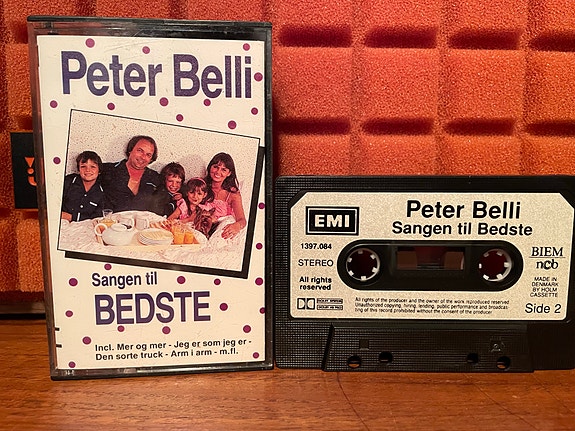 Peter Belli
Sangen til
BEDSTE
Incl. Mer og mer - Jeg er som jeg er -
Den sorte truck - Arm i arm - m.fl.
EMI
Peter Belli
Sangen til Bedste
1397.084
STEREO
BIEM
ncb
All rights
reserved
MADE IN
DENMARK
BY HOLM
CASSETTE
All rights of the producer and the owner of the work reproduced reserved
Unauthorized copying, hiring, lending, public performance and broadcast-
ing of this record prohibited without the consent of the producer!
Side 2